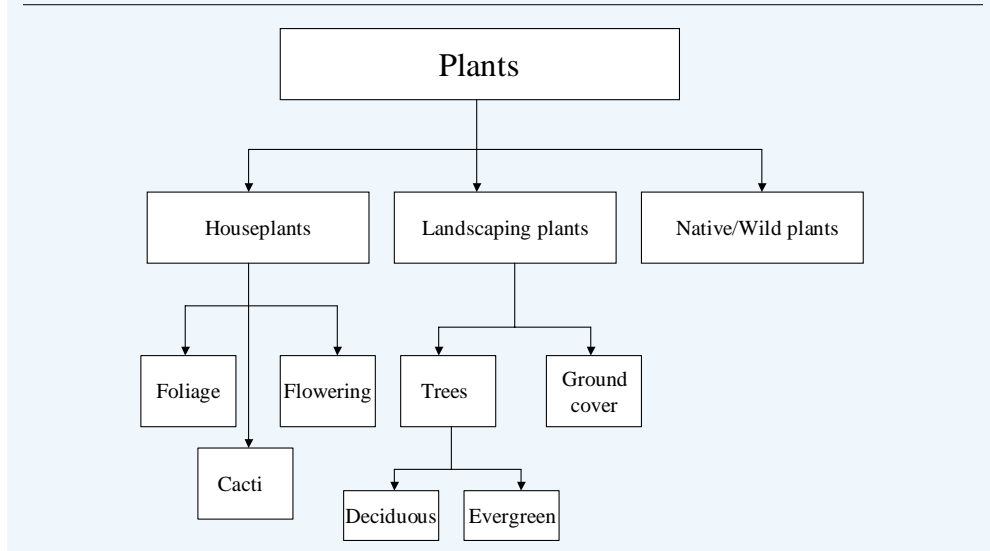 Plants
Houseplants
Landscaping plants
Native/Wild plants
Foliage
Flowering
Trees
Ground
cover
Cacti
Deciduous
Evergreen